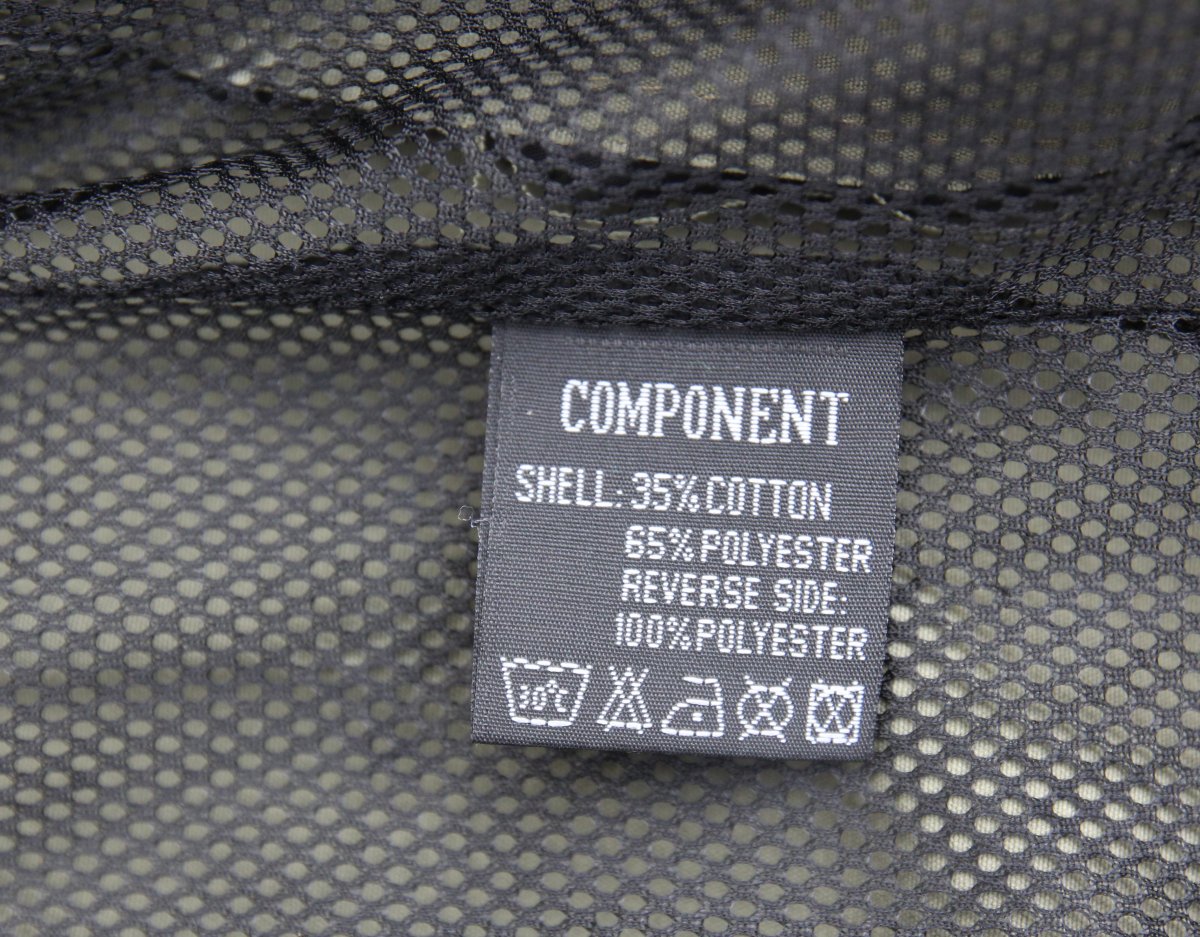 COMPONENT
SHELL: 35% COTTON
65% POLYESTER
REVERSE SIDE:
100% POLYESTER
30°C